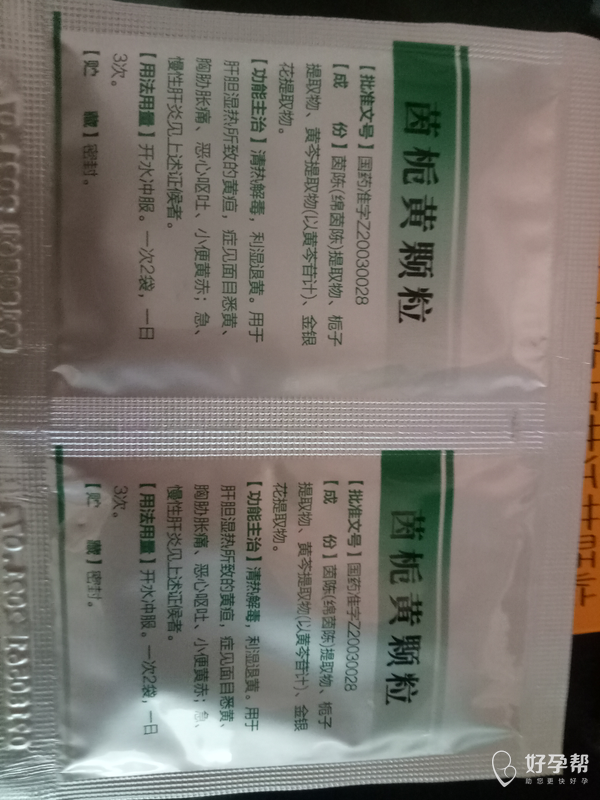 茵栀黄颗粒
【批准文号】国药准字Z20030028
【成 份】茵陈(绵茵陈)提取物、栀子
提取物、黄芩提取物(以黄芩苷计)、金银
花提取物。
【功能主治】清热解毒，利湿退黄。用于
肝胆湿热所致的黄疸，症见面目悉黄、
胸胁胀痛、恶心呕吐、小便黄赤；急、
慢性肝炎见上述证候者。
【用法用量】开水冲服。一次2袋，一日
3次。
【贮 藏】密封。
茵栀黄颗粒
【批准文号】国药准字Z20030028
【成 份】茵陈(绵茵陈)提取物、栀子
提取物、黄芩提取物(以黄芩苷计)、金银
花提取物。
【功能主治】清热解毒，利湿退黄。用于
肝胆湿热所致的黄疸，症见面目悉黄、
胸胁胀痛、恶心呕吐、小便黄赤；急、
慢性肝炎见上述证候者。
【用法用量】开水冲服。一次2袋，一日
3次。
【贮 藏】密封。
好孕帮
助您更快好孕